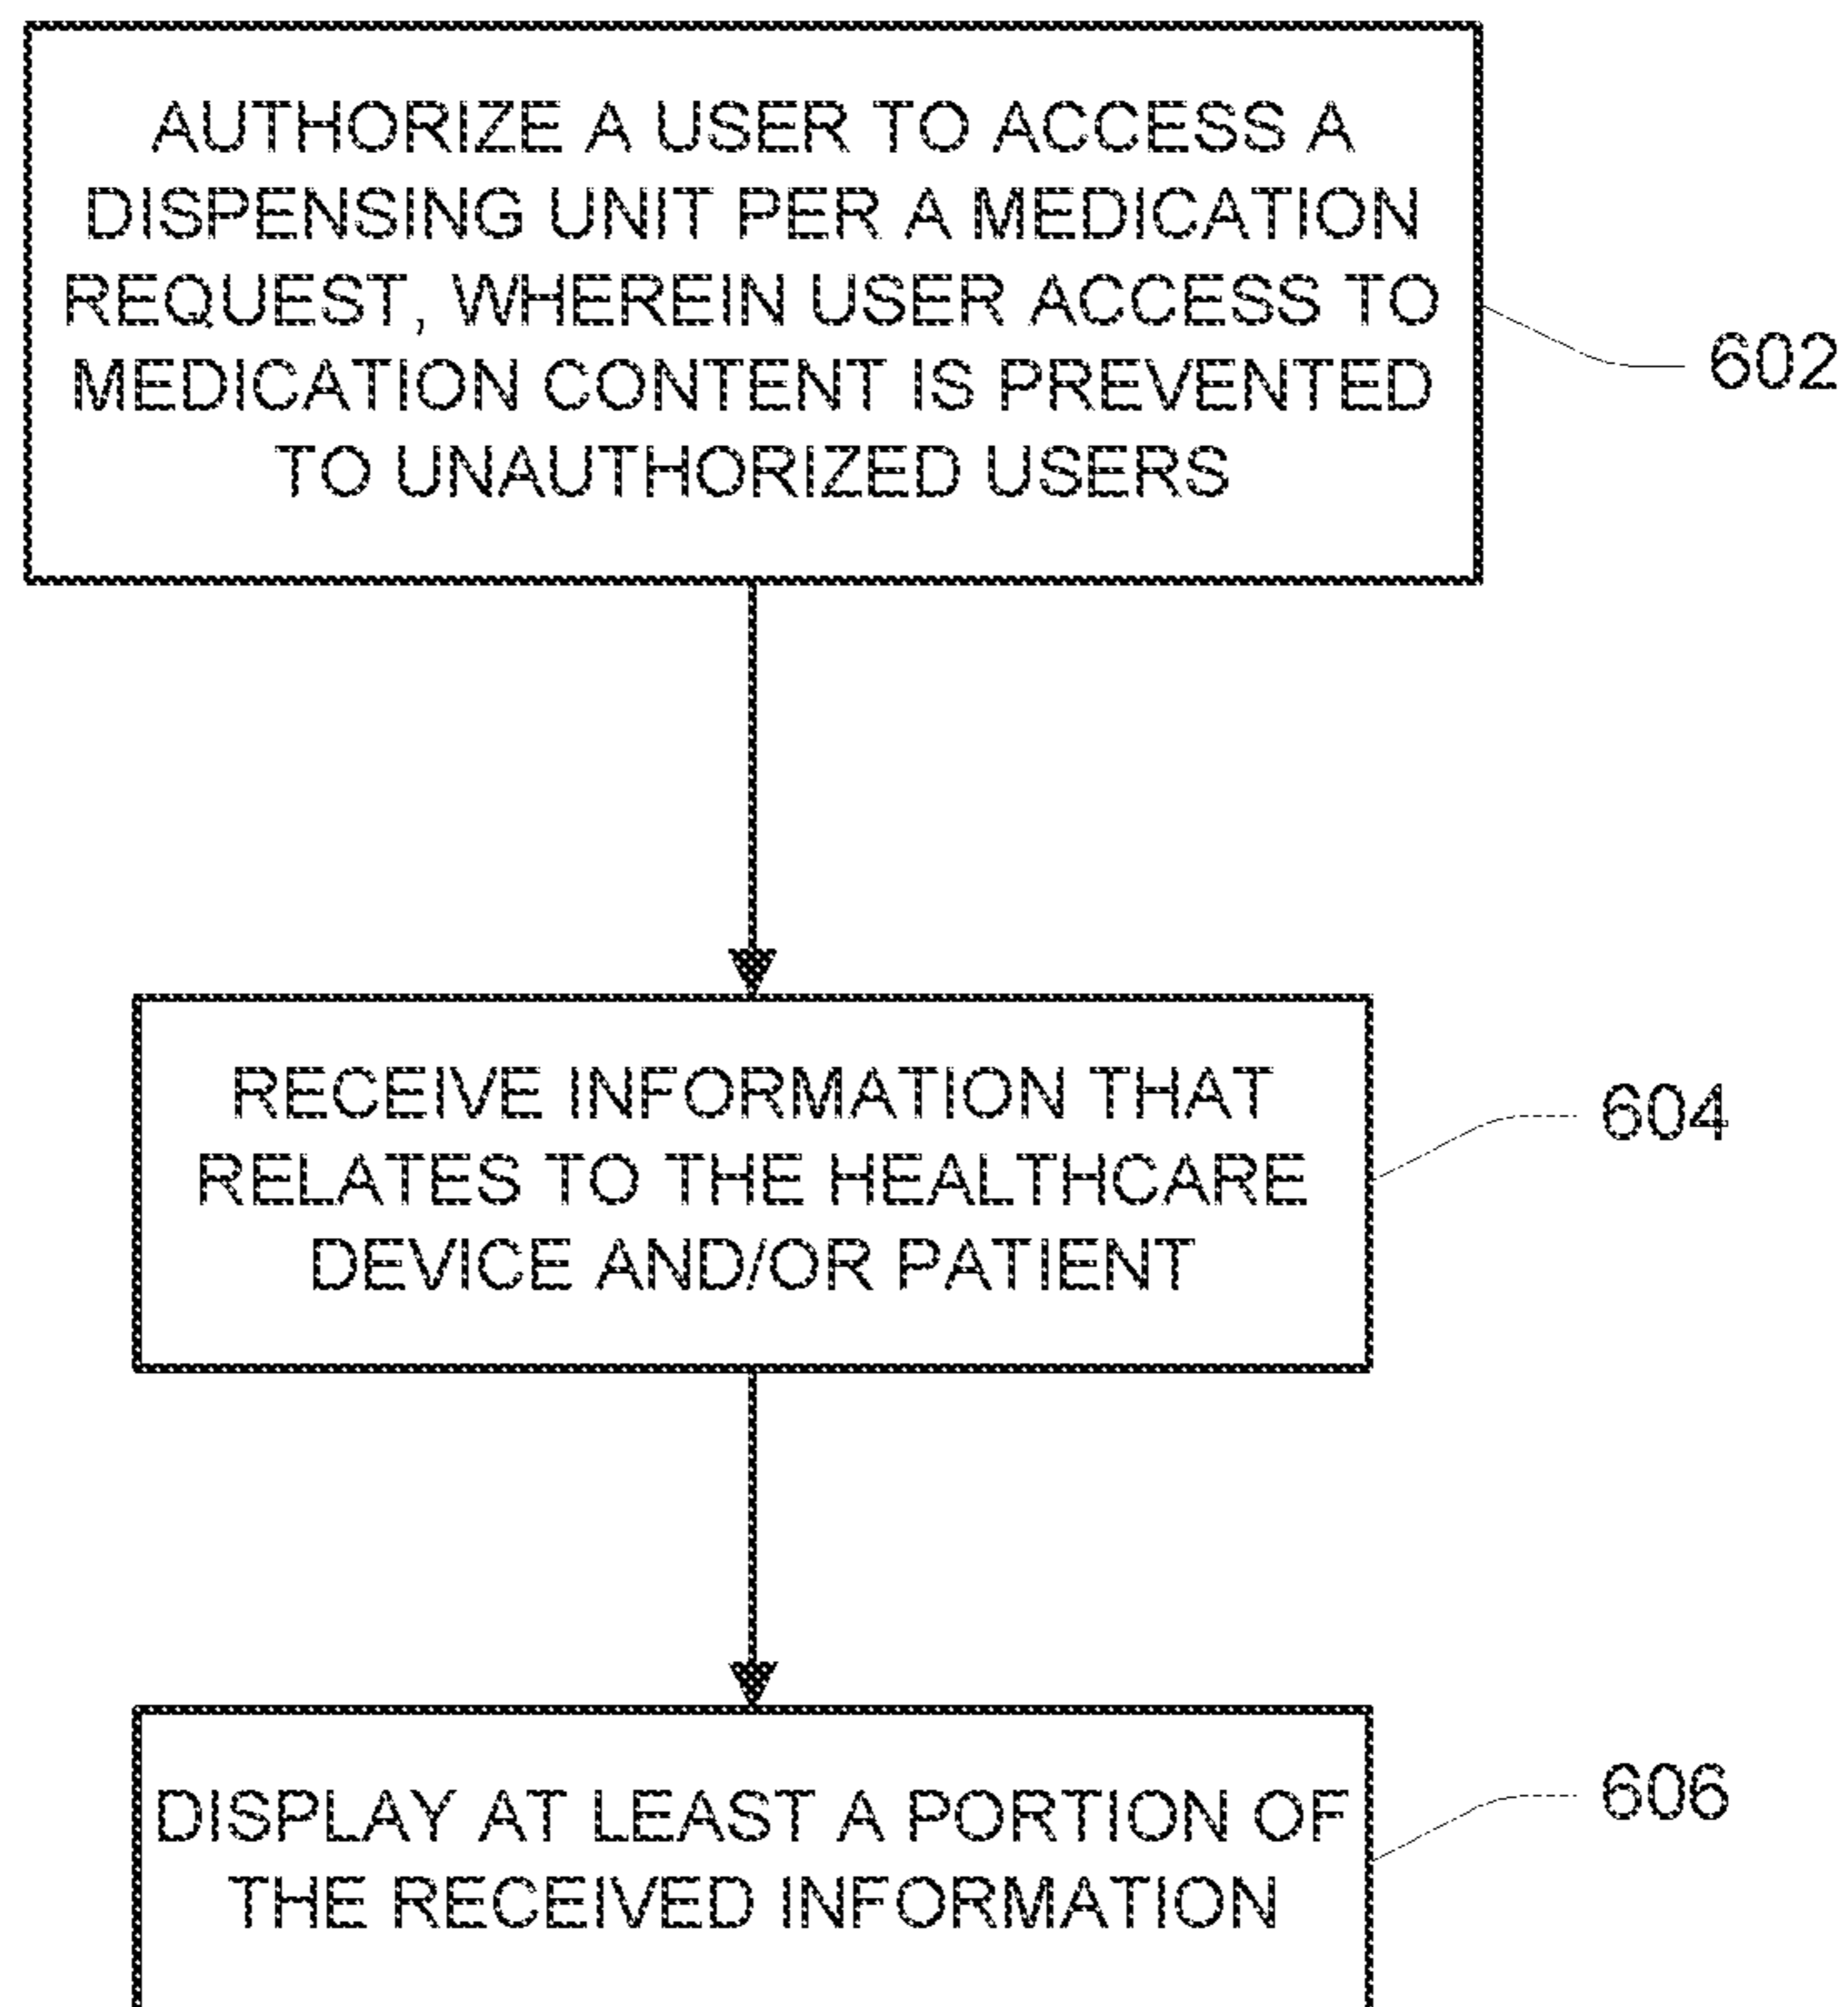 AUTHORIZE A USER TO ACCESS A
DISPENSING UNIT PER A MEDICATION
REQUEST, WHEREIN USER ACCESS TO
MEDICATION CONTENT IS PREVENTED
TO UNAUTHORIZED USERS
602
RECEIVE INFORMATION THAT
RELATES TO THE HEALTHCARE
DEVICE AND/OR PATIENT
604
DISPLAY AT LEAST A PORTION OF
THE RECEIVED INFORMATION
606